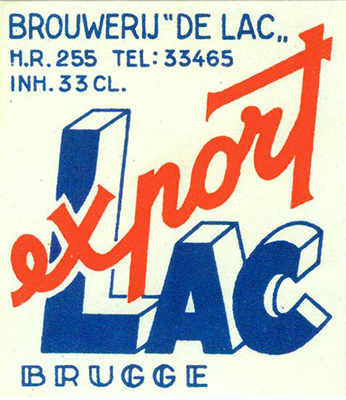 BROUWERIJ "DE LAC„
H.R. 255 TEL: 33465
INH. 33 CL.
export
LAC
BRUGGE